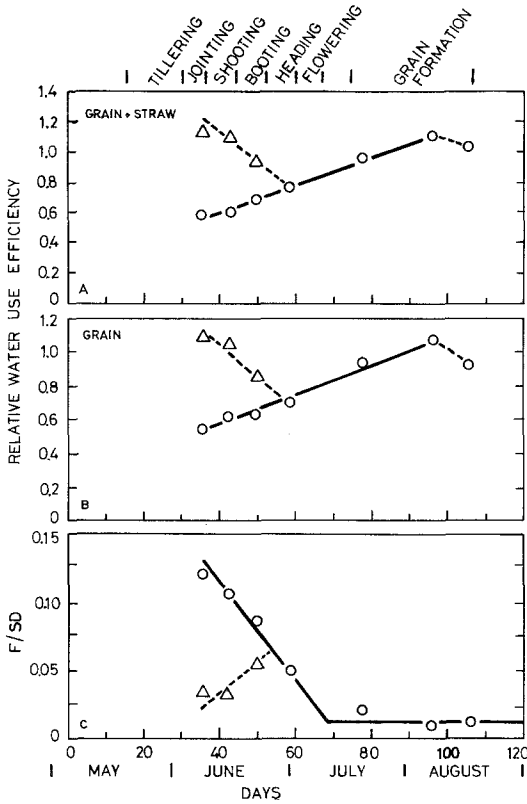 TILLERING
JOINTING
SHOOTING
BOOTING
HEADING
FLOWERING
GRAIN
FORMATION
RELATIVE WATER USE EFFICIENCY
1.4
GRAIN + STRAW
1.2
1.0
0.8
0.6
0.4
0.2
0
A
1.2
GRAIN
1.0
0.8
0.6
0.4
0.2
0
B
F/SD
0.15
0.10
0.05
0
C
0 20 40 60 80 100 120
MAY JUNE JULY AUGUST
DAYS